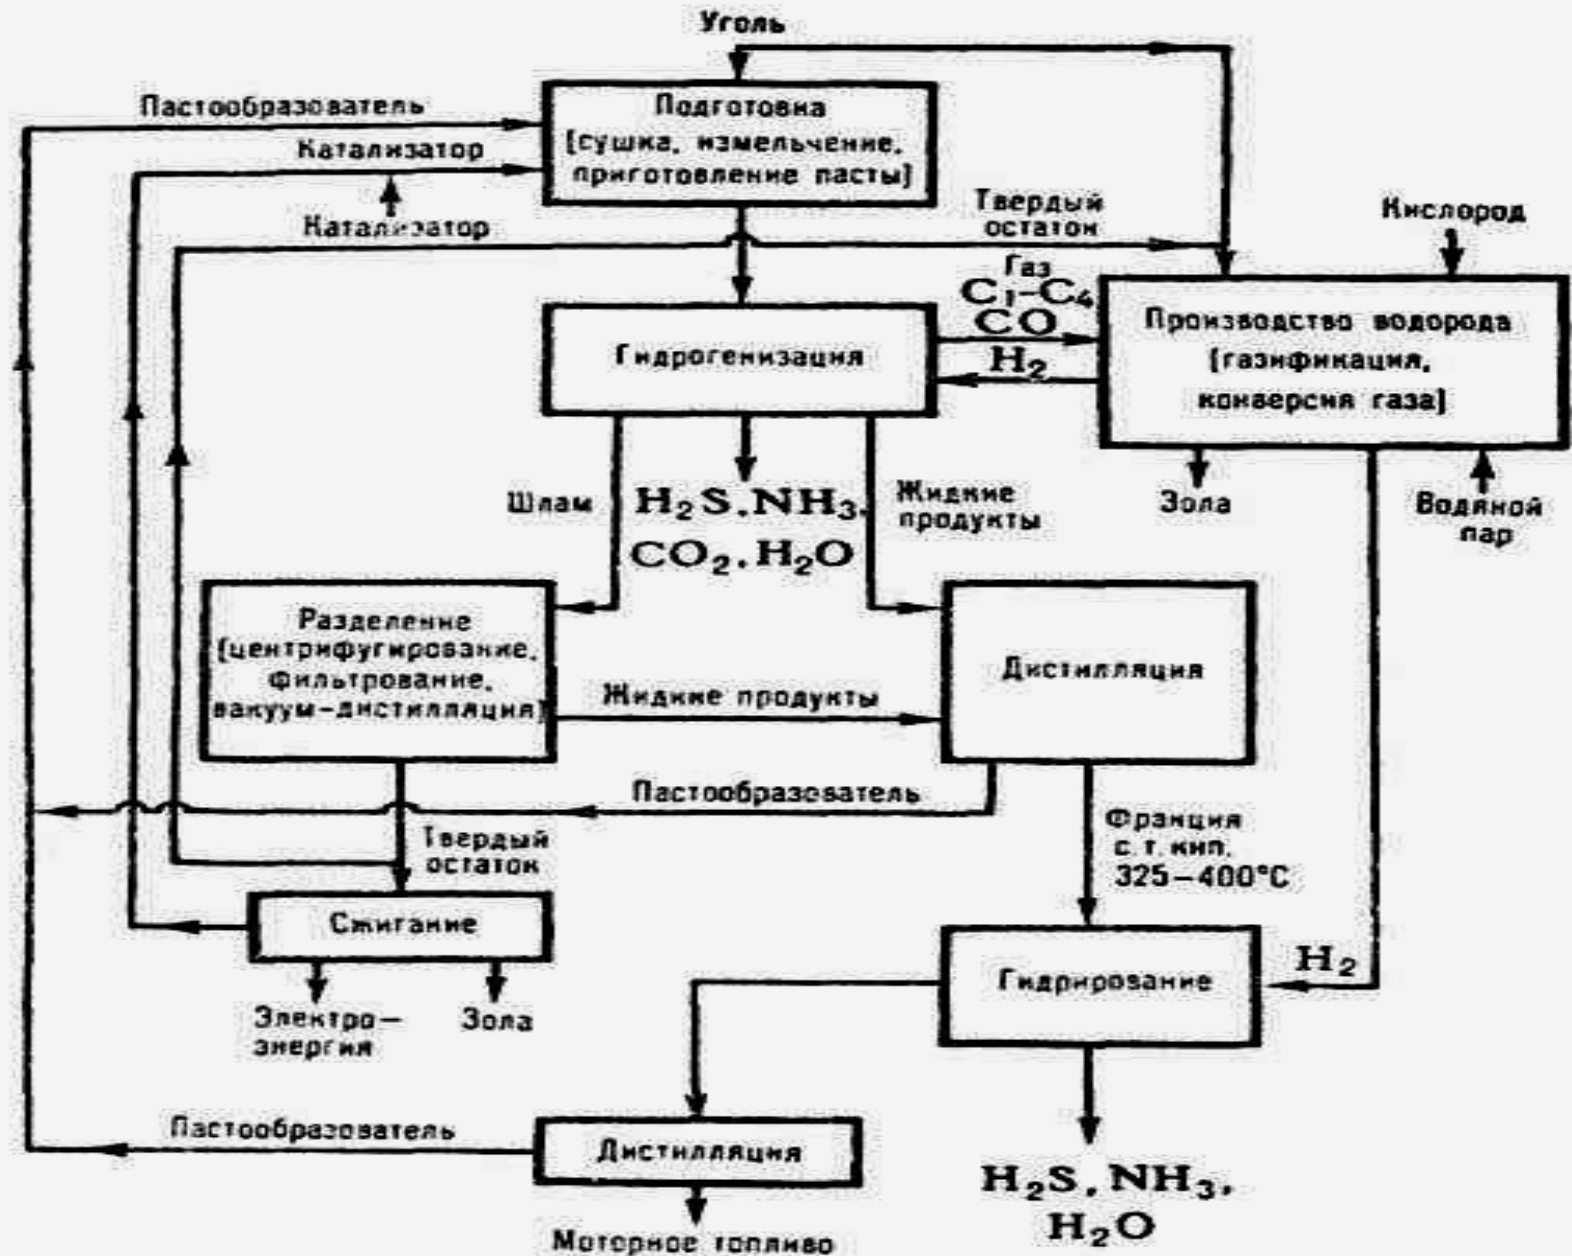 Уголь
Пастообразователь
Подготовка
[сушка, измельчение,
приготовление пасты]
Катализатор
Катализатор
Твердый
остаток
Кислород
Газ
C₁–C₄
CO
H₂
Гидрогенизация
Производство водорода
[газификация,
конверсия газа]
Шлам
H₂S, NH₃,
CO₂, H₂O
Жидкие
продукты
Зола
Водяной
пар
Разделение
[центрифугирование,
фильтрование,
вакуум-дистилляция]
Жидкие продукты
Дистилляция
Пастообразователь
Твердый
остаток
Франция
с. т. кип.
325–400°С
Сжигание
Гидрирование
H₂
Электро–
энергия
Зола
Пастообразователь
Дистилляция
H₂S, NH₃,
H₂O
Моторное топливо